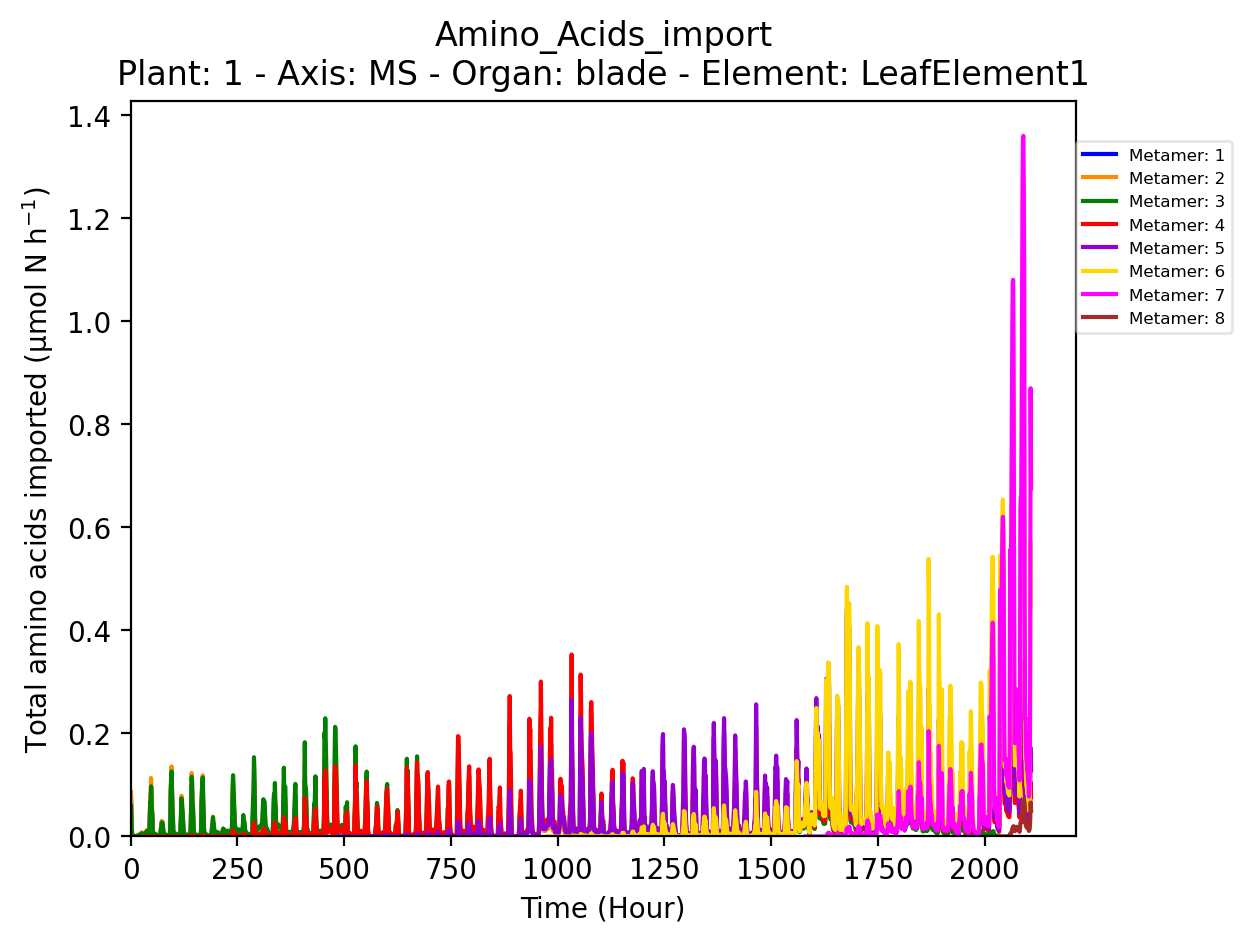 Amino_Acids_import
Plant: 1 - Axis: MS - Organ: blade - Element: LeafElement1
1.4
1.2
1.0
0.8
0.6
0.4
0.2
0.0
Total amino acids imported (µmol N h⁻¹)
0 250 500 750 1000 1250 1500 1750 2000
Time (Hour)
Metamer: 1
Metamer: 2
Metamer: 3
Metamer: 4
Metamer: 5
Metamer: 6
Metamer: 7
Metamer: 8